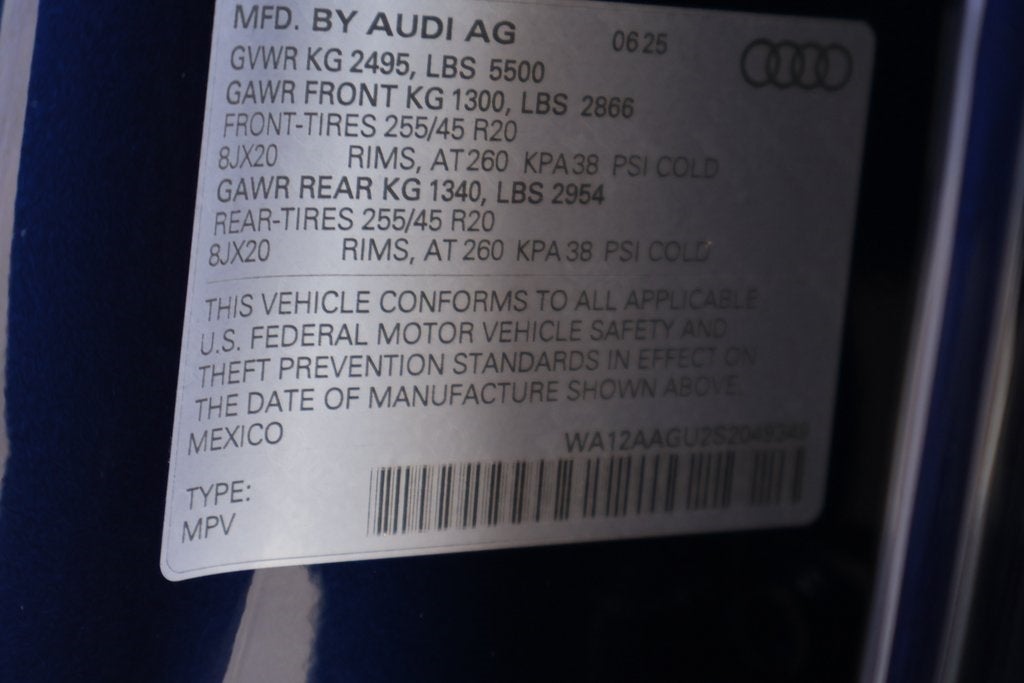 MFD. BY AUDI AG 0625
GVWR KG 2495, LBS 5500
GAWR FRONT KG 1300, LBS 2866
FRONT-TIRES 255/45 R20
8JX20 RIMS, AT 260 KPA 38 PSI COLD
GAWR REAR KG 1340, LBS 2954
REAR-TIRES 255/45 R20
8JX20 RIMS, AT 260 KPA 38 PSI COLD
THIS VEHICLE CONFORMS TO ALL APPLICABLE
U.S. FEDERAL MOTOR VEHICLE SAFETY AND
THEFT PREVENTION STANDARDS IN EFFECT ON
THE DATE OF MANUFACTURE SHOWN ABOVE.
MEXICO WA12AAGU2S2049349
TYPE:
MPV